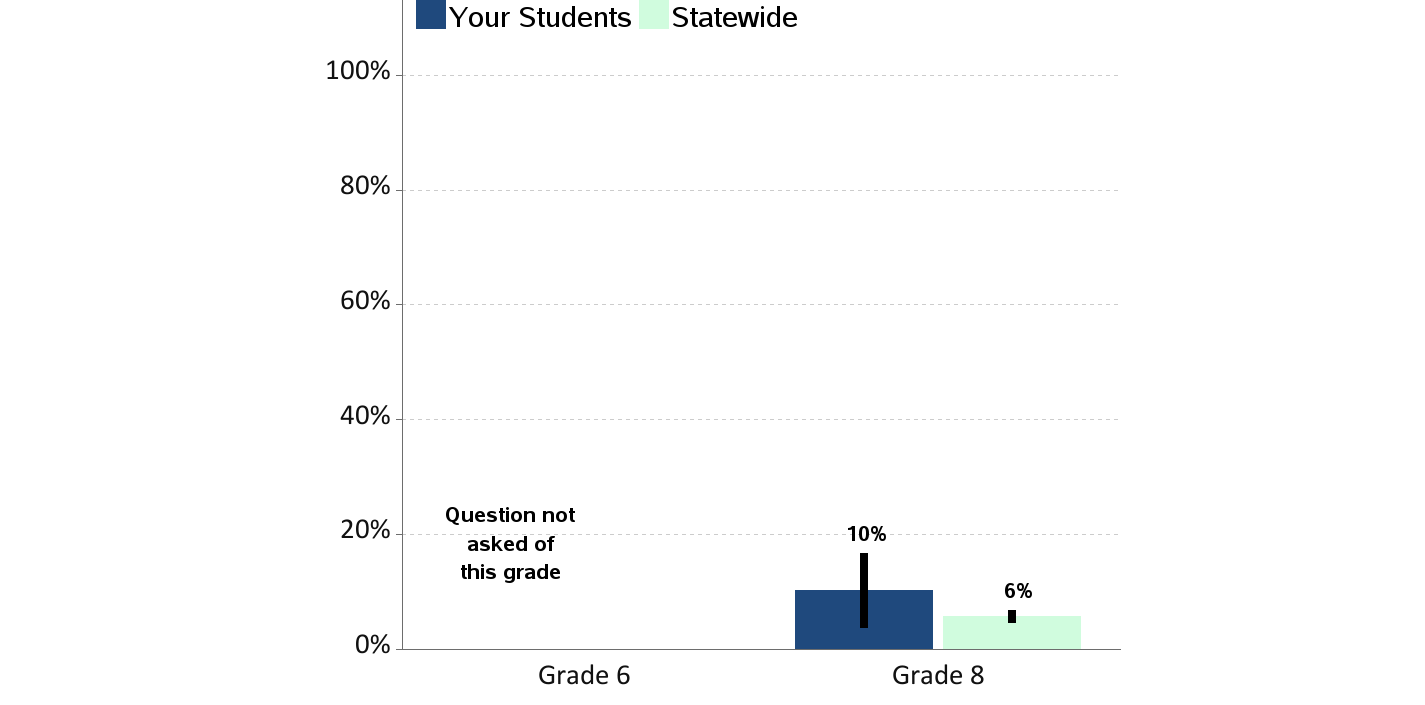 Your Students Statewide
100%
80%
60%
40%
20%
0%
Question not
asked of
this grade
10%
6%
Grade 6 Grade 8